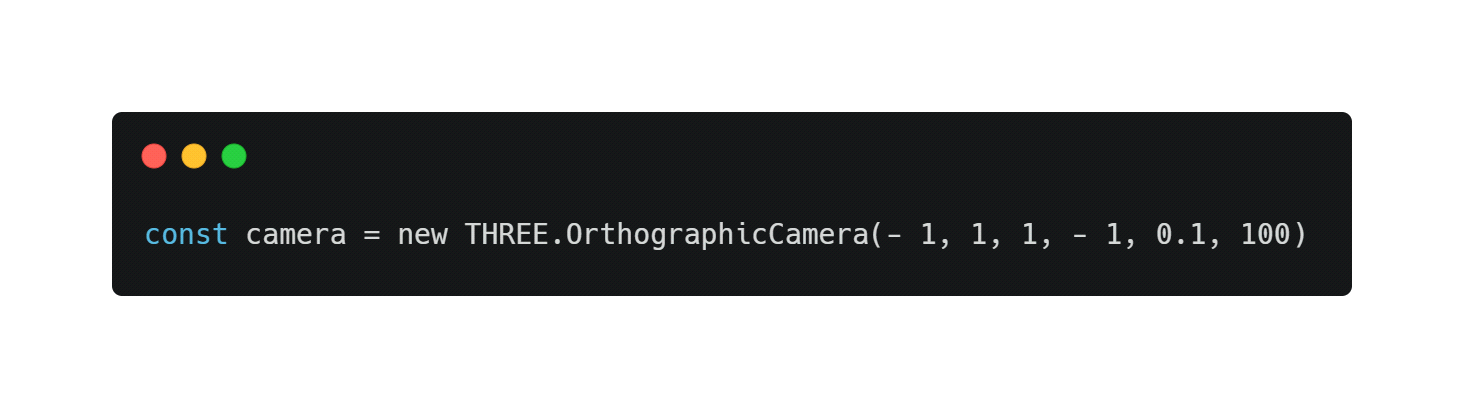 const camera = new THREE.OrthographicCamera(- 1, 1, 1, - 1, 0.1, 100)